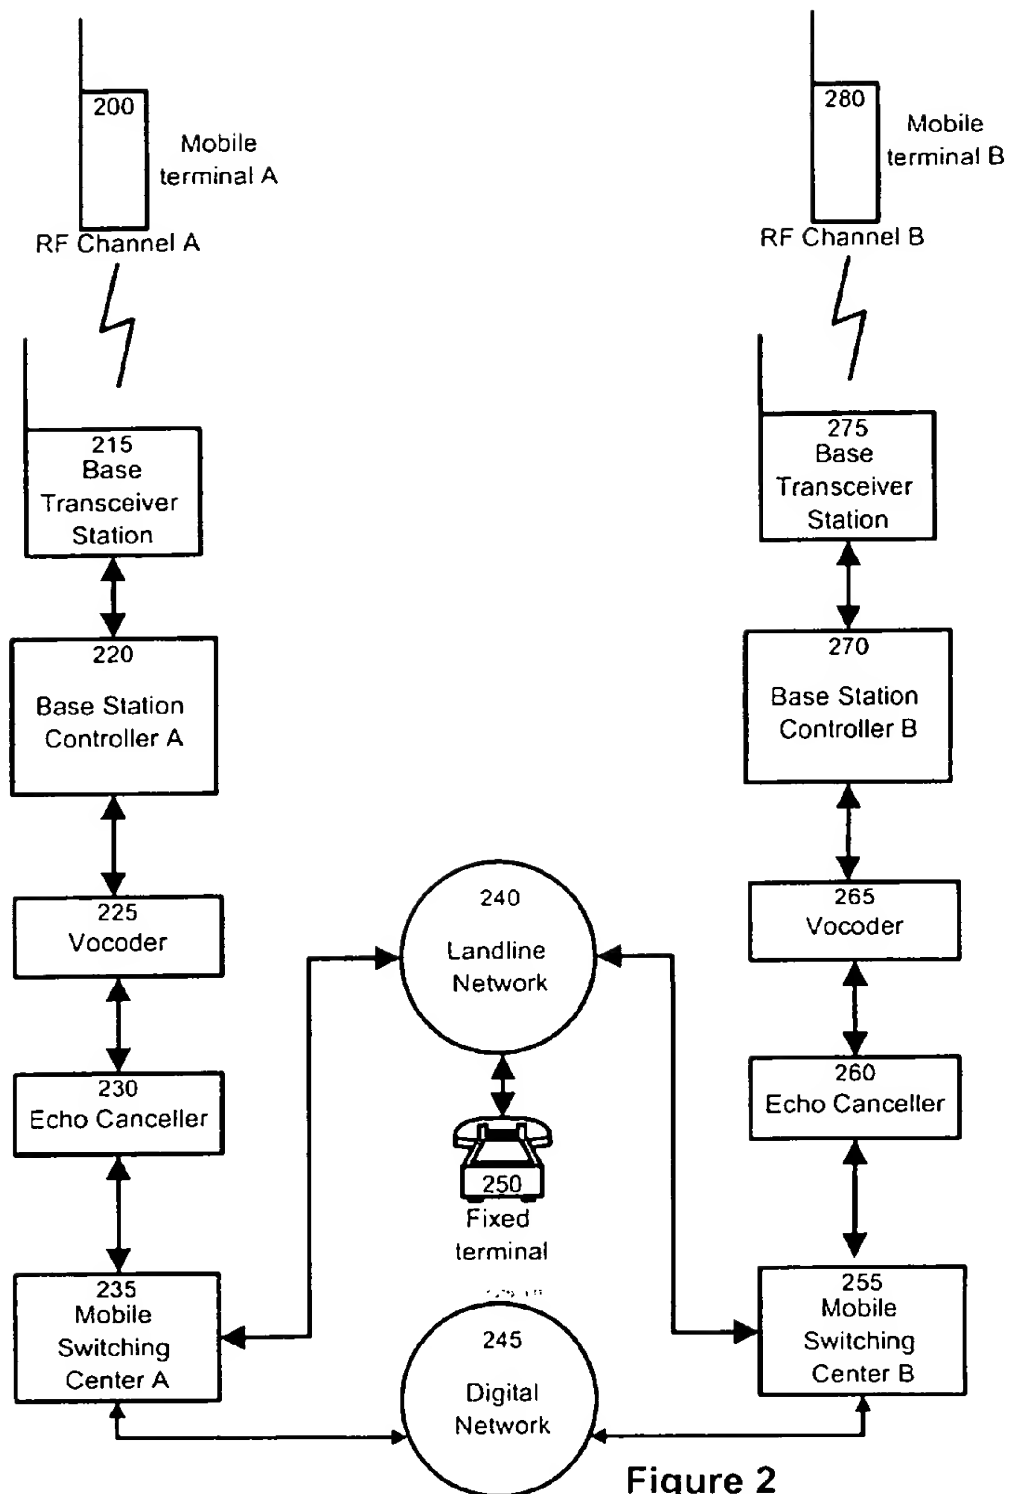 200
Mobile
terminal A
RF Channel A
215
Base
Transceiver
Station
220
Base Station
Controller A
225
Vocoder
230
Echo Canceller
235
Mobile
Switching
Center A
240
Landline
Network
250
Fixed
terminal
245
Digital
Network
280
Mobile
terminal B
RF Channel B
275
Base
Transceiver
Station
270
Base Station
Controller B
265
Vocoder
260
Echo Canceller
255
Mobile
Switching
Center B
Figure 2